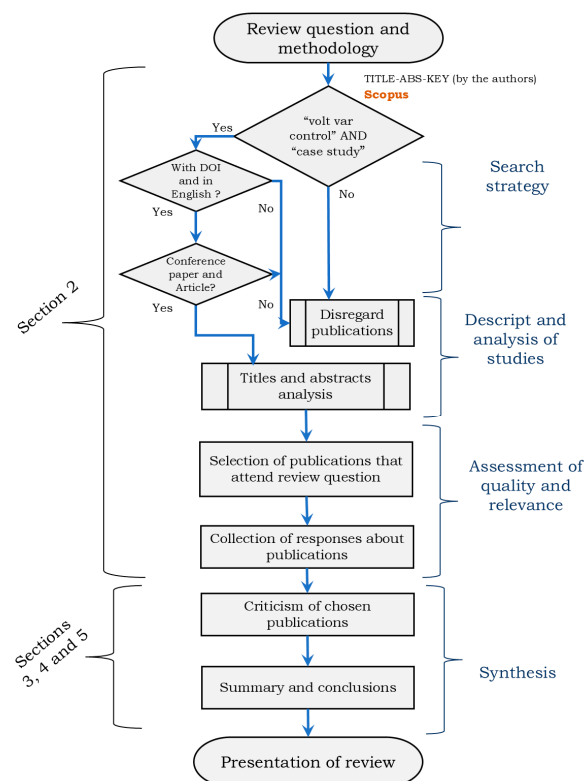 Review question and
methodology
TITLE-ABS-KEY (by the authors)
Scopus
"volt var
control" AND
"case study"
Yes
No
With DOI
and in
English ?
Yes
No
Search
strategy
Conference
paper and
Article?
Yes
No
Section 2
Disregard
publications
Descript and
analysis of
studies
Titles and abstracts
analysis
Selection of publications that
attend review question
Assessment of
quality and
relevance
Collection of responses about
publications
Criticism of chosen
publications
Sections
3, 4 and 5
Synthesis
Summary and conclusions
Presentation of review